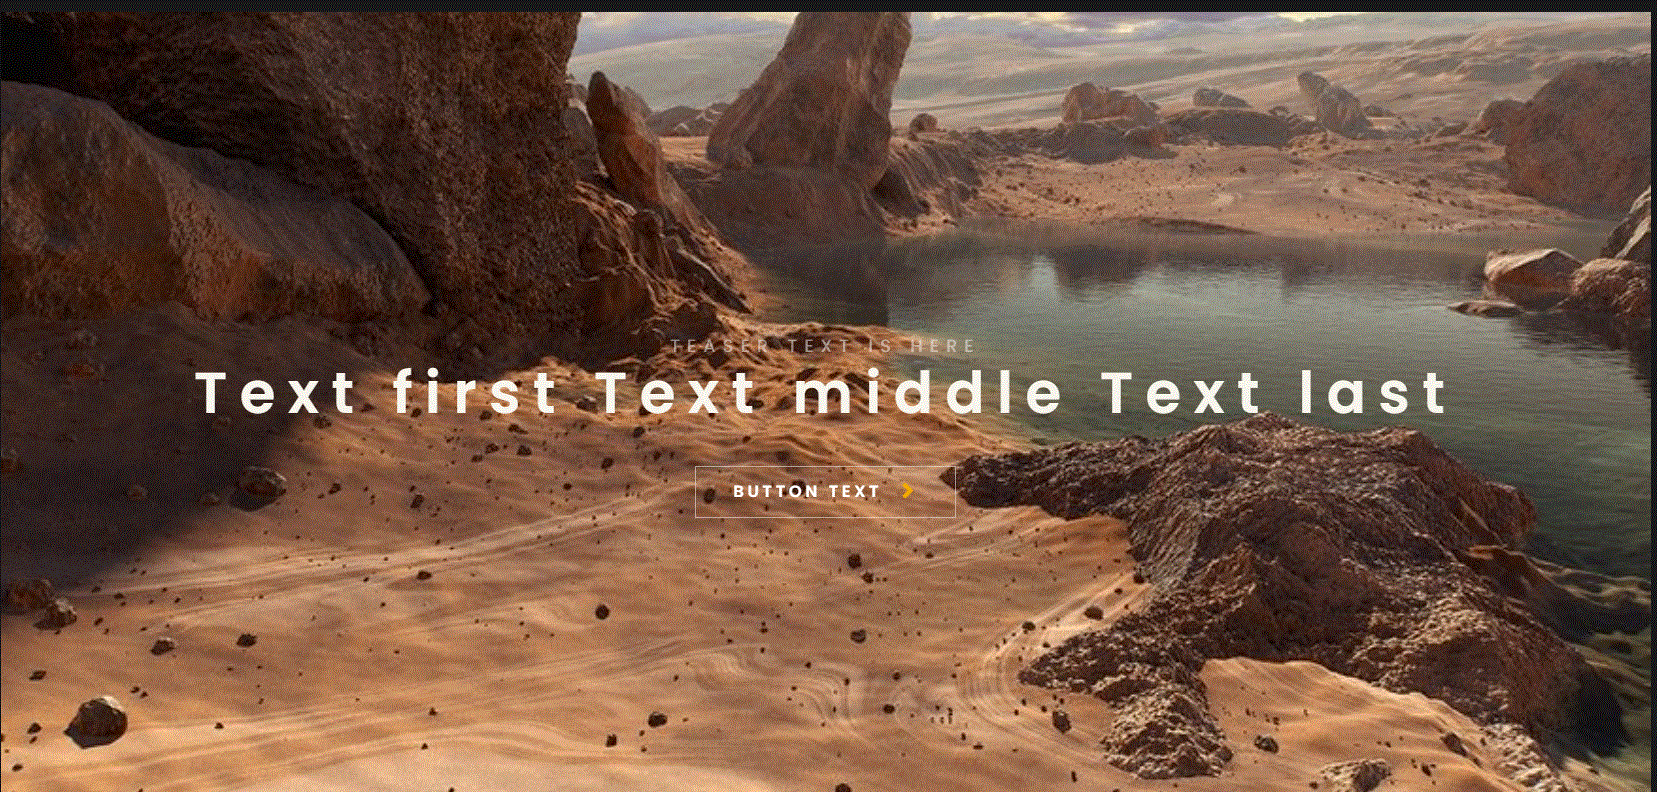 TEASER TEXT IS HERE
Text first Text middle Text last
BUTTON TEXT